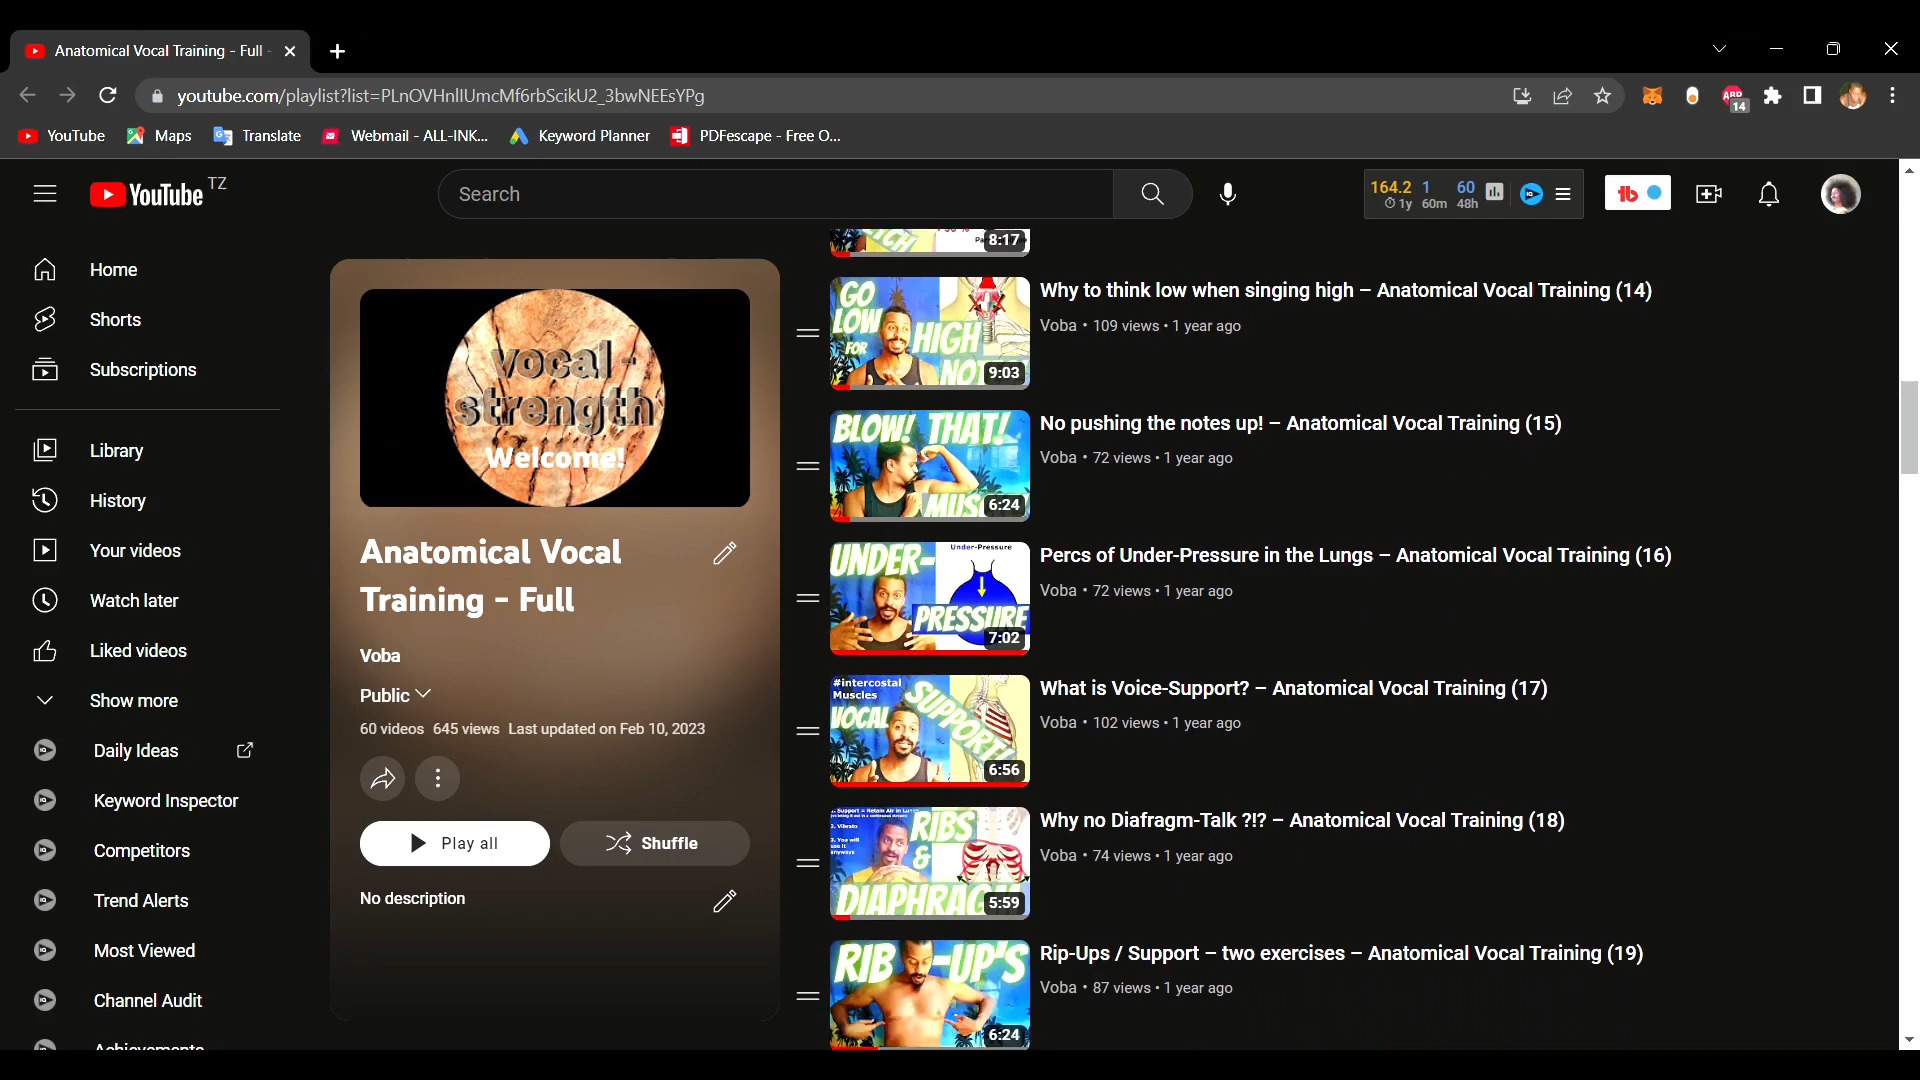 Anatomical Vocal Training - Full -
youtube.com/playlist?list=PLnOVHnlIUmcMf6rbScikU2_3bwNEEsYPg
ABP
14
YouTube
Maps
Translate
Webmail - ALL-INK...
Keyword Planner
PDFescape - Free O...
YouTube TZ
Search
164.2 1 60
1y 60m 48h
Home
Shorts
Subscriptions
Library
History
Your videos
Watch later
Liked videos
Show more
Daily Ideas
Keyword Inspector
Competitors
Trend Alerts
Most Viewed
Channel Audit
Achievements
vocal-
strength
Welcome!
Anatomical Vocal
Training - Full
Voba
Public
60 videos 645 views Last updated on Feb 10, 2023
Play all
Shuffle
No description
8:17
GO
LOW
FOR
HIGH
NO
9:03
Why to think low when singing high – Anatomical Vocal Training (14)
Voba • 109 views • 1 year ago
BLOW! THAT!
MUS
6:24
No pushing the notes up! – Anatomical Vocal Training (15)
Voba • 72 views • 1 year ago
UNDER-
Under-Pressure
PRESSURE
7:02
Percs of Under-Pressure in the Lungs – Anatomical Vocal Training (16)
Voba • 72 views • 1 year ago
#intercostal
Muscles
VOCAL
SUPPORT!
6:56
What is Voice-Support? – Anatomical Vocal Training (17)
Voba • 102 views • 1 year ago
2. Vibrato
RIBS
&
DIAPHRAG
5:59
Why no Diafragm-Talk ?!? – Anatomical Vocal Training (18)
Voba • 74 views • 1 year ago
RIB-UP'S
6:24
Rip-Ups / Support – two exercises – Anatomical Vocal Training (19)
Voba • 87 views • 1 year ago